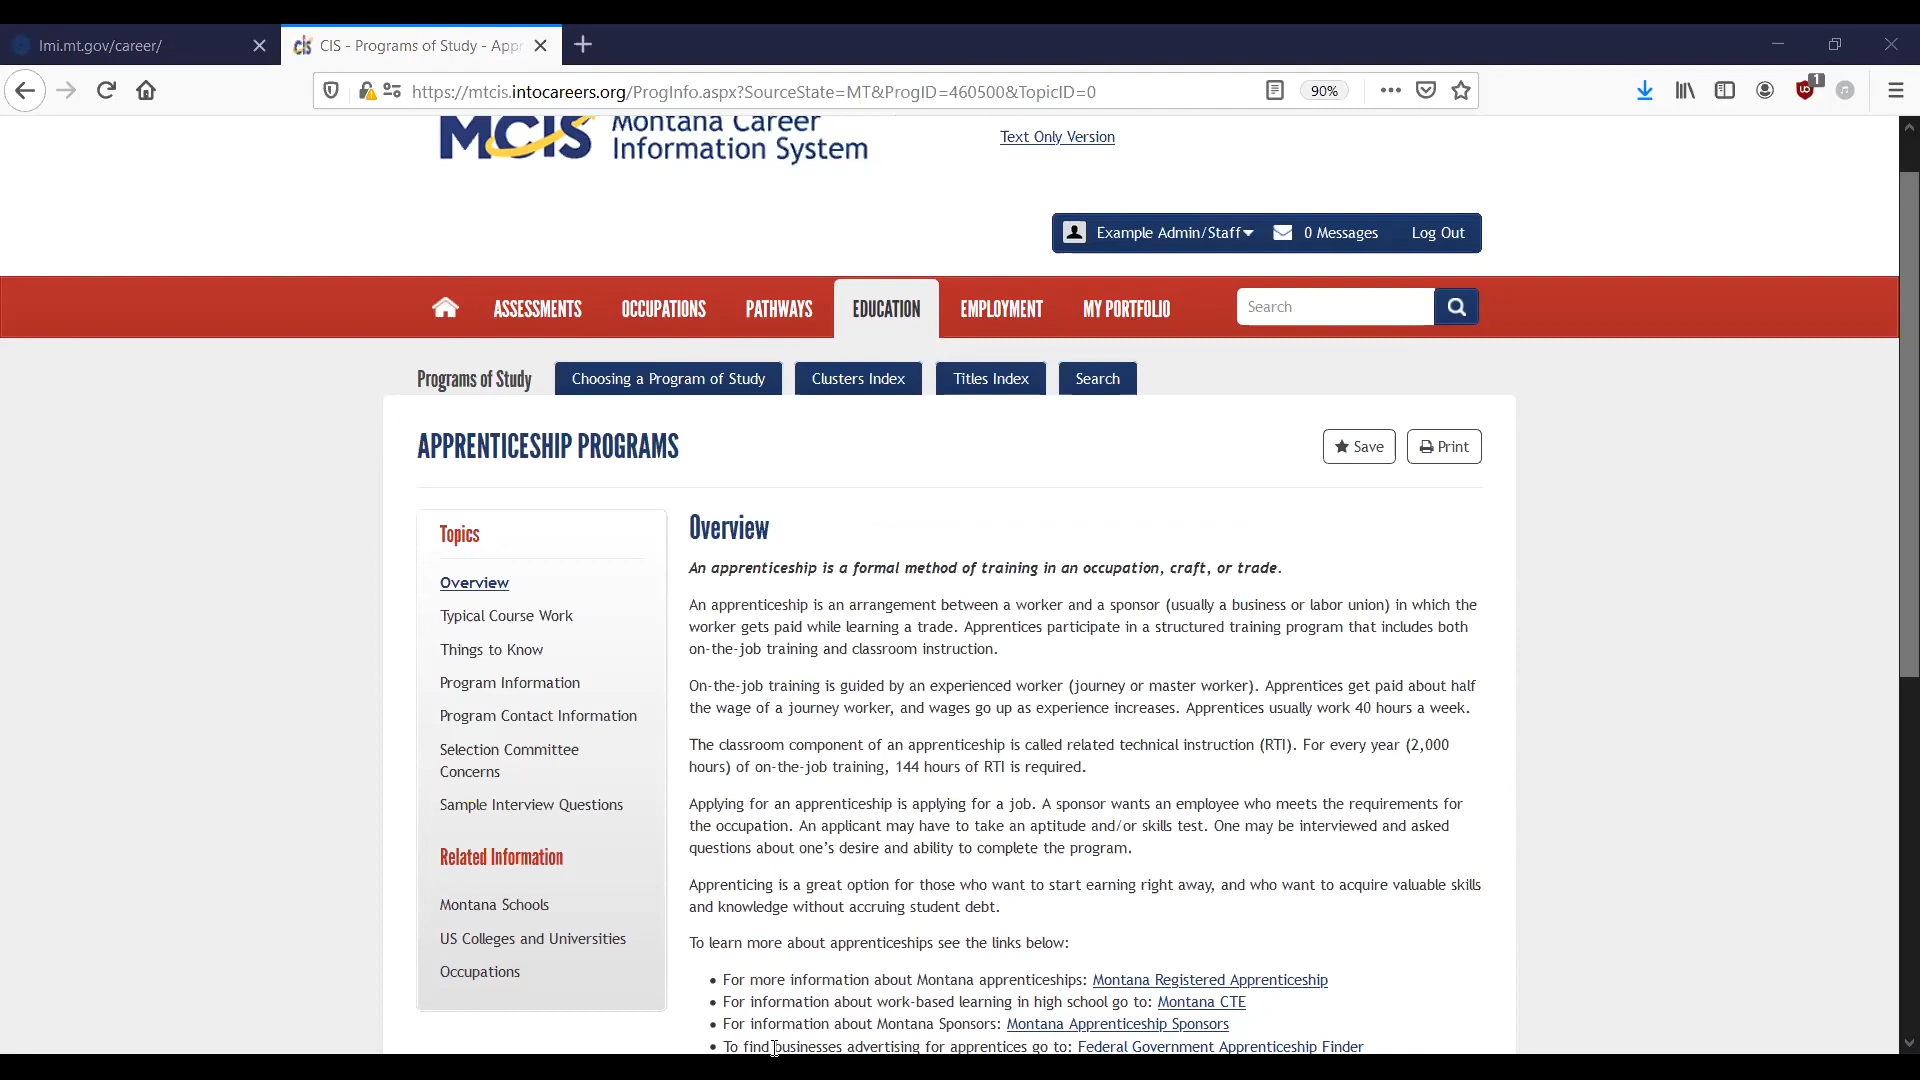 lmi.mt.gov/career/
CIS - Programs of Study - Appr
https://mtcis.intocareers.org/ProgInfo.aspx?SourceState=MT&ProgID=460500&TopicID=0
90%
1
MCIS Montana Career
Information System
Text Only Version
Example Admin/Staff
0 Messages
Log Out
ASSESSMENTS
OCCUPATIONS
PATHWAYS
EDUCATION
EMPLOYMENT
MY PORTFOLIO
Search
Programs of Study
Choosing a Program of Study
Clusters Index
Titles Index
Search
APPRENTICESHIP PROGRAMS
Save
Print
Topics
Overview
Typical Course Work
Things to Know
Program Information
Program Contact Information
Selection Committee
Concerns
Sample Interview Questions
Related Information
Montana Schools
US Colleges and Universities
Occupations
Overview
An apprenticeship is a formal method of training in an occupation, craft, or trade.
An apprenticeship is an arrangement between a worker and a sponsor (usually a business or labor union) in which the
worker gets paid while learning a trade. Apprentices participate in a structured training program that includes both
on-the-job training and classroom instruction.
On-the-job training is guided by an experienced worker (journey or master worker). Apprentices get paid about half
the wage of a journey worker, and wages go up as experience increases. Apprentices usually work 40 hours a week.
The classroom component of an apprenticeship is called related technical instruction (RTI). For every year (2,000
hours) of on-the-job training, 144 hours of RTI is required.
Applying for an apprenticeship is applying for a job. A sponsor wants an employee who meets the requirements for
the occupation. An applicant may have to take an aptitude and/or skills test. One may be interviewed and asked
questions about one's desire and ability to complete the program.
Apprenticing is a great option for those who want to start earning right away, and who want to acquire valuable skills
and knowledge without accruing student debt.
To learn more about apprenticeships see the links below:
• For more information about Montana apprenticeships: Montana Registered Apprenticeship
• For information about work-based learning in high school go to: Montana CTE
• For information about Montana Sponsors: Montana Apprenticeship Sponsors
• To find businesses advertising for apprentices go to: Federal Government Apprenticeship Finder